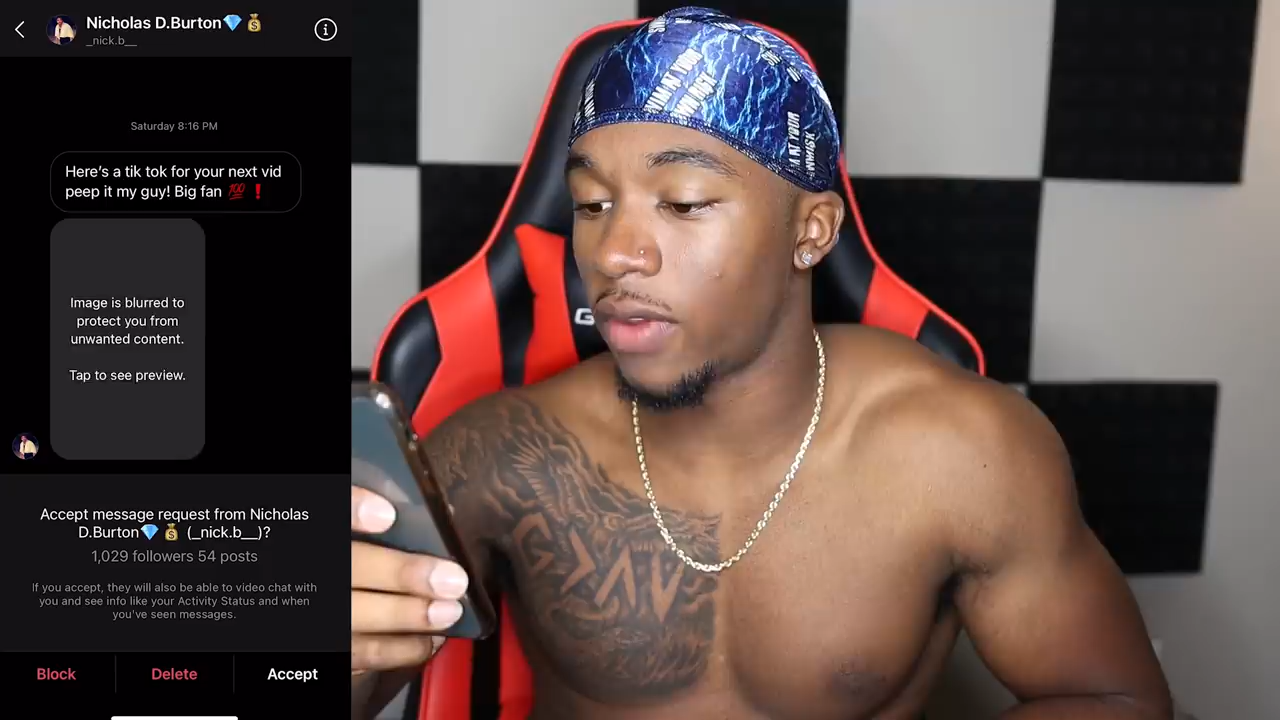 Nicholas D.Burton💎 💰
_nick.b__
Saturday 8:16 PM
Here's a tik tok for your next vid
peep it my guy! Big fan 💯❗
Image is blurred to
protect you from
unwanted content.
Tap to see preview.
Accept message request from Nicholas
D.Burton💎 💰 (_nick.b__)?
1,029 followers 54 posts
If you accept, they will also be able to video chat with
you and see info like your Activity Status and when
you've seen messages.
Block Delete Accept
G>ΛV